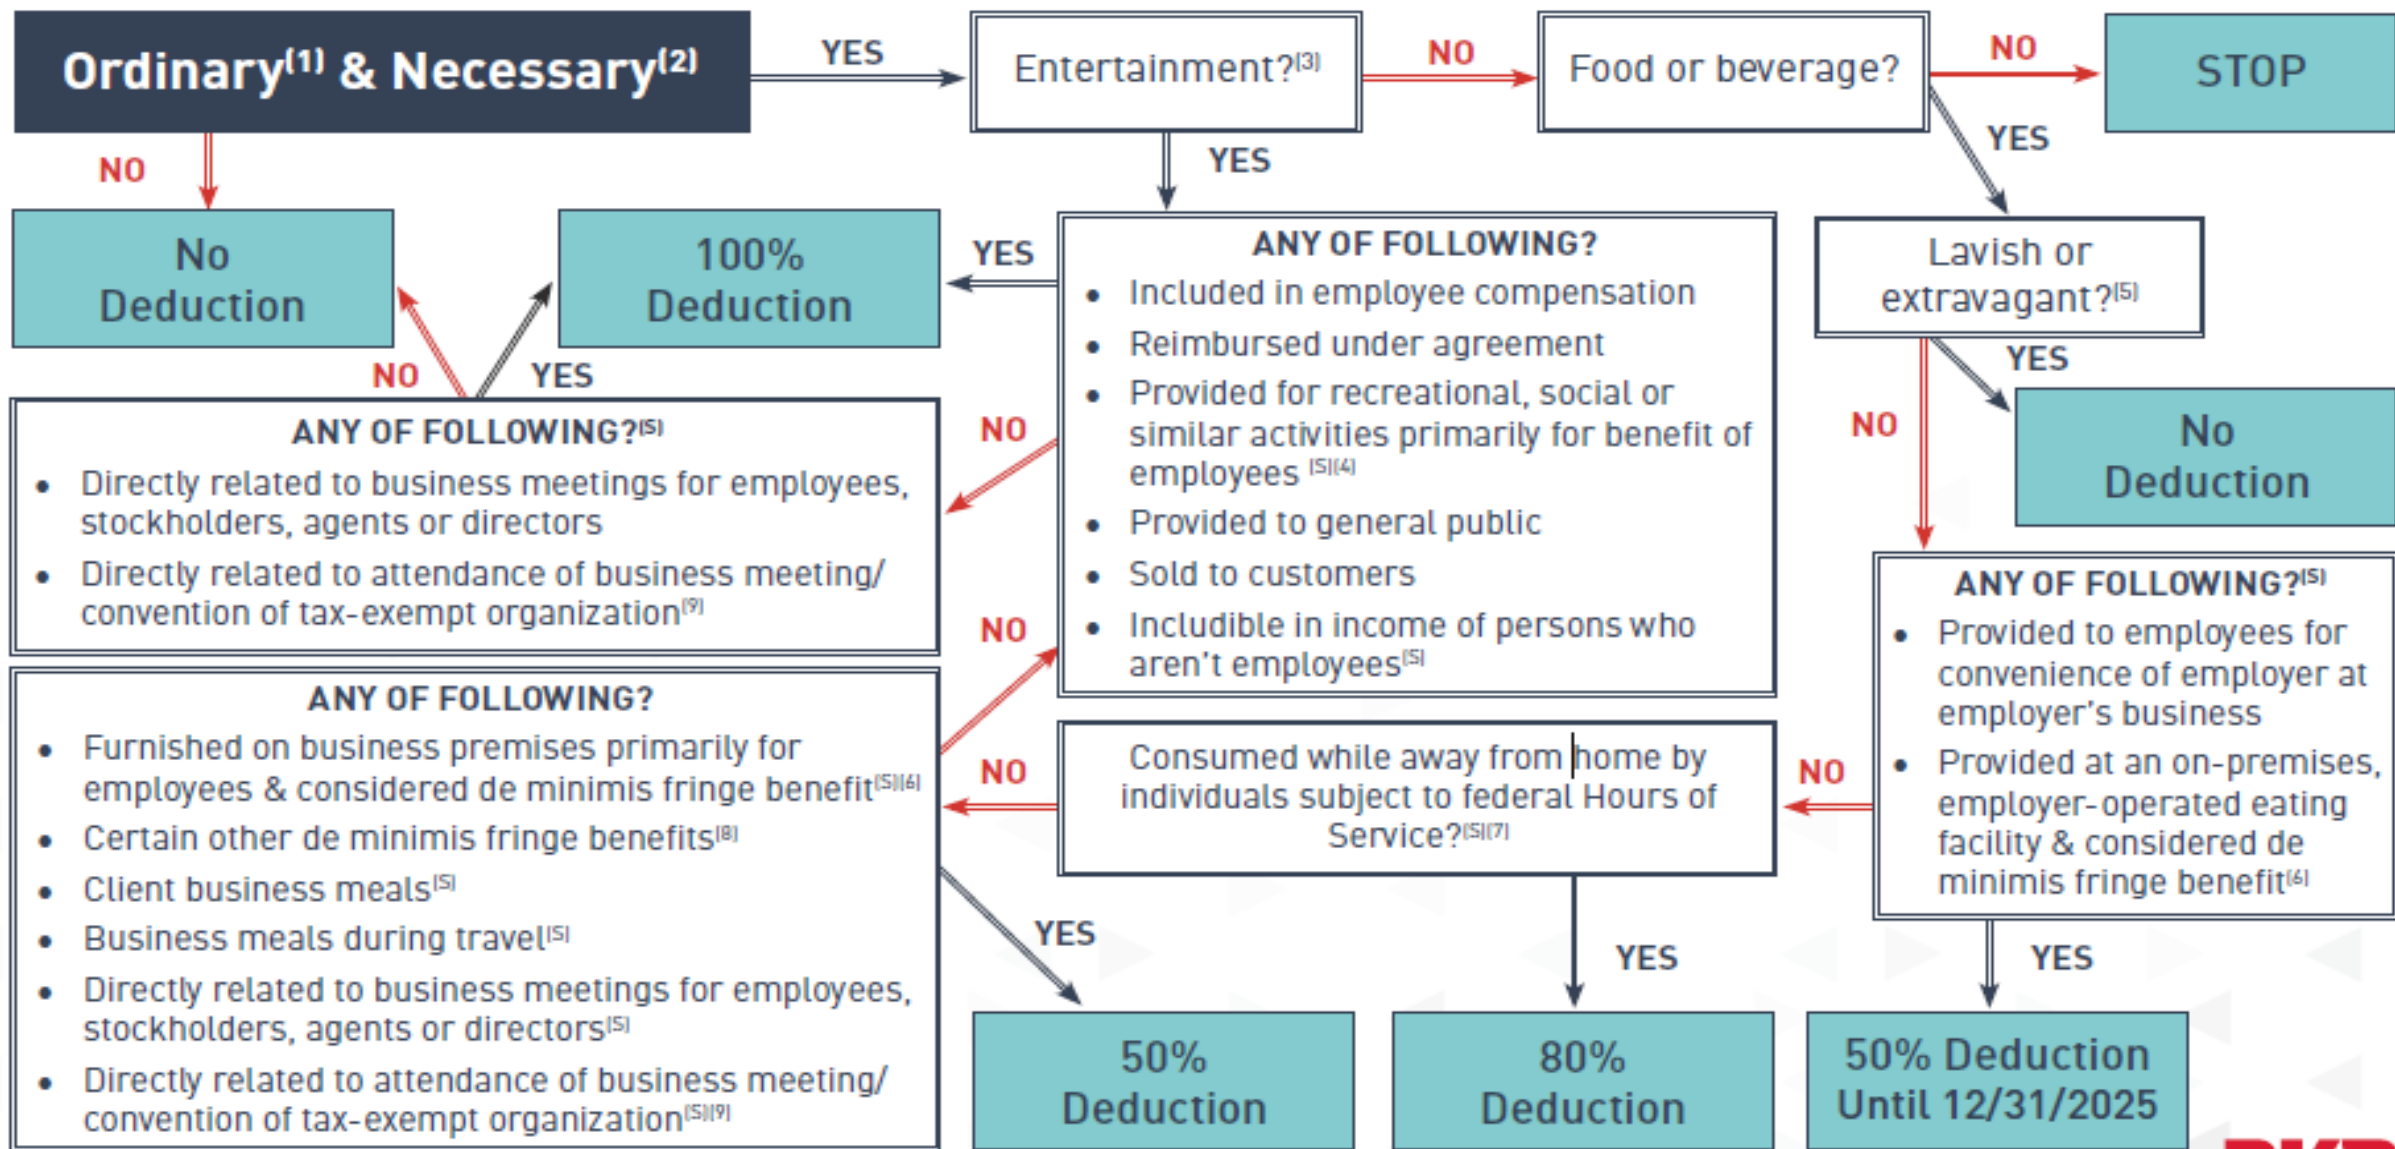 Ordinary(1) & Necessary(2)
YES
Entertainment?(3)
NO
Food or beverage?
NO
STOP
NO
YES
YES
No
Deduction
100%
Deduction
YES
ANY OF FOLLOWING?
• Included in employee compensation
• Reimbursed under agreement
• Provided for recreational, social or
similar activities primarily for benefit of
employees (S)(4)
• Provided to general public
• Sold to customers
• Includible in income of persons who
aren't employees(S)
Lavish or
extravagant?(5)
YES
NO
No
Deduction
NO
YES
NO
ANY OF FOLLOWING?(S)
• Directly related to business meetings for employees,
stockholders, agents or directors
• Directly related to attendance of business meeting/
convention of tax-exempt organization(9)
NO
ANY OF FOLLOWING?(S)
• Provided to employees for
convenience of employer at
employer's business
• Provided at an on-premises,
employer-operated eating
facility & considered de
minimis fringe benefit(6)
ANY OF FOLLOWING?
• Furnished on business premises primarily for
employees & considered de minimis fringe benefit(S)(6)
• Certain other de minimis fringe benefits(8)
• Client business meals(S)
• Business meals during travel(S)
• Directly related to business meetings for employees,
stockholders, agents or directors(S)
• Directly related to attendance of business meeting/
convention of tax-exempt organization(S)(9)
NO
Consumed while away from home by
individuals subject to federal Hours of
Service?(S)(7)
NO
YES
YES
YES
50%
Deduction
80%
Deduction
50% Deduction
Until 12/31/2025